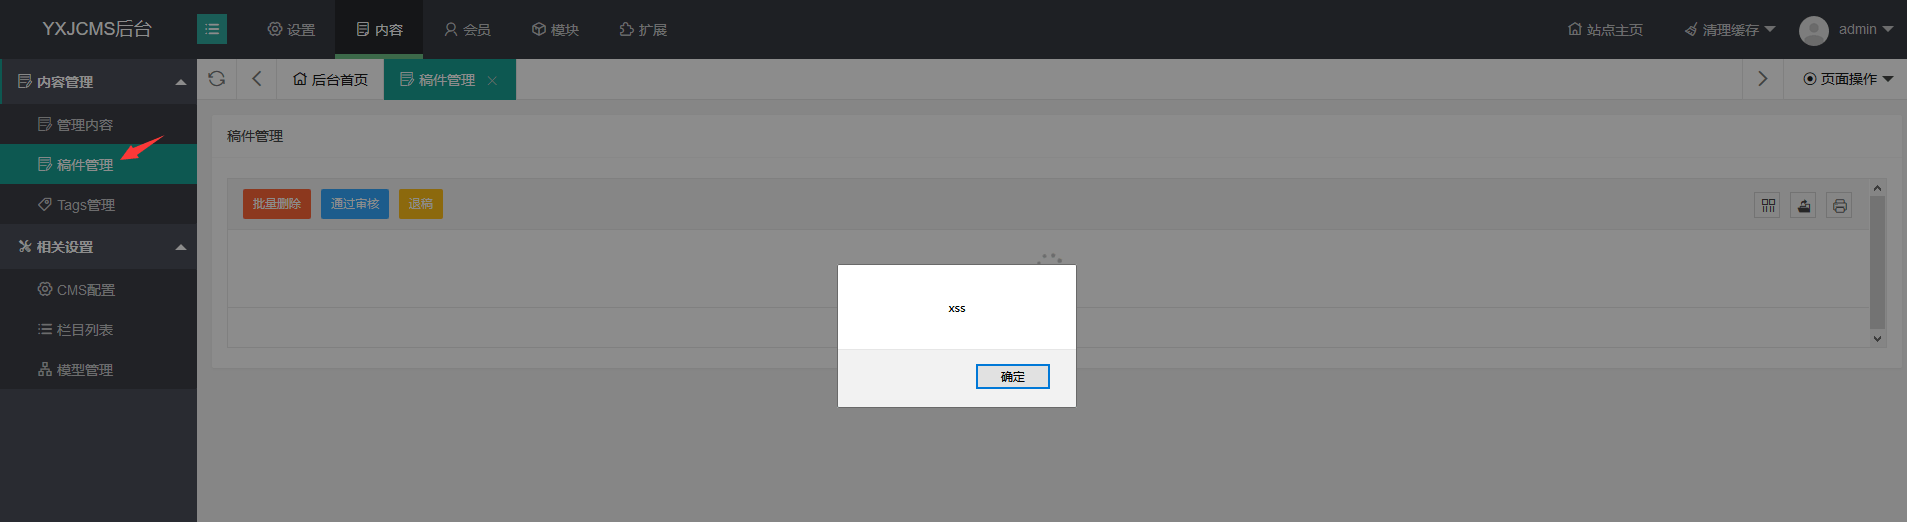 YXJCMS后台
设置
内容
会员
模块
扩展
站点主页
清理缓存
admin
内容管理
后台首页
稿件管理
页面操作
管理内容
稿件管理
稿件管理
Tags管理
批量删除
通过审核
退稿
相关设置
CMS配置
栏目列表
模型管理
xss
确定